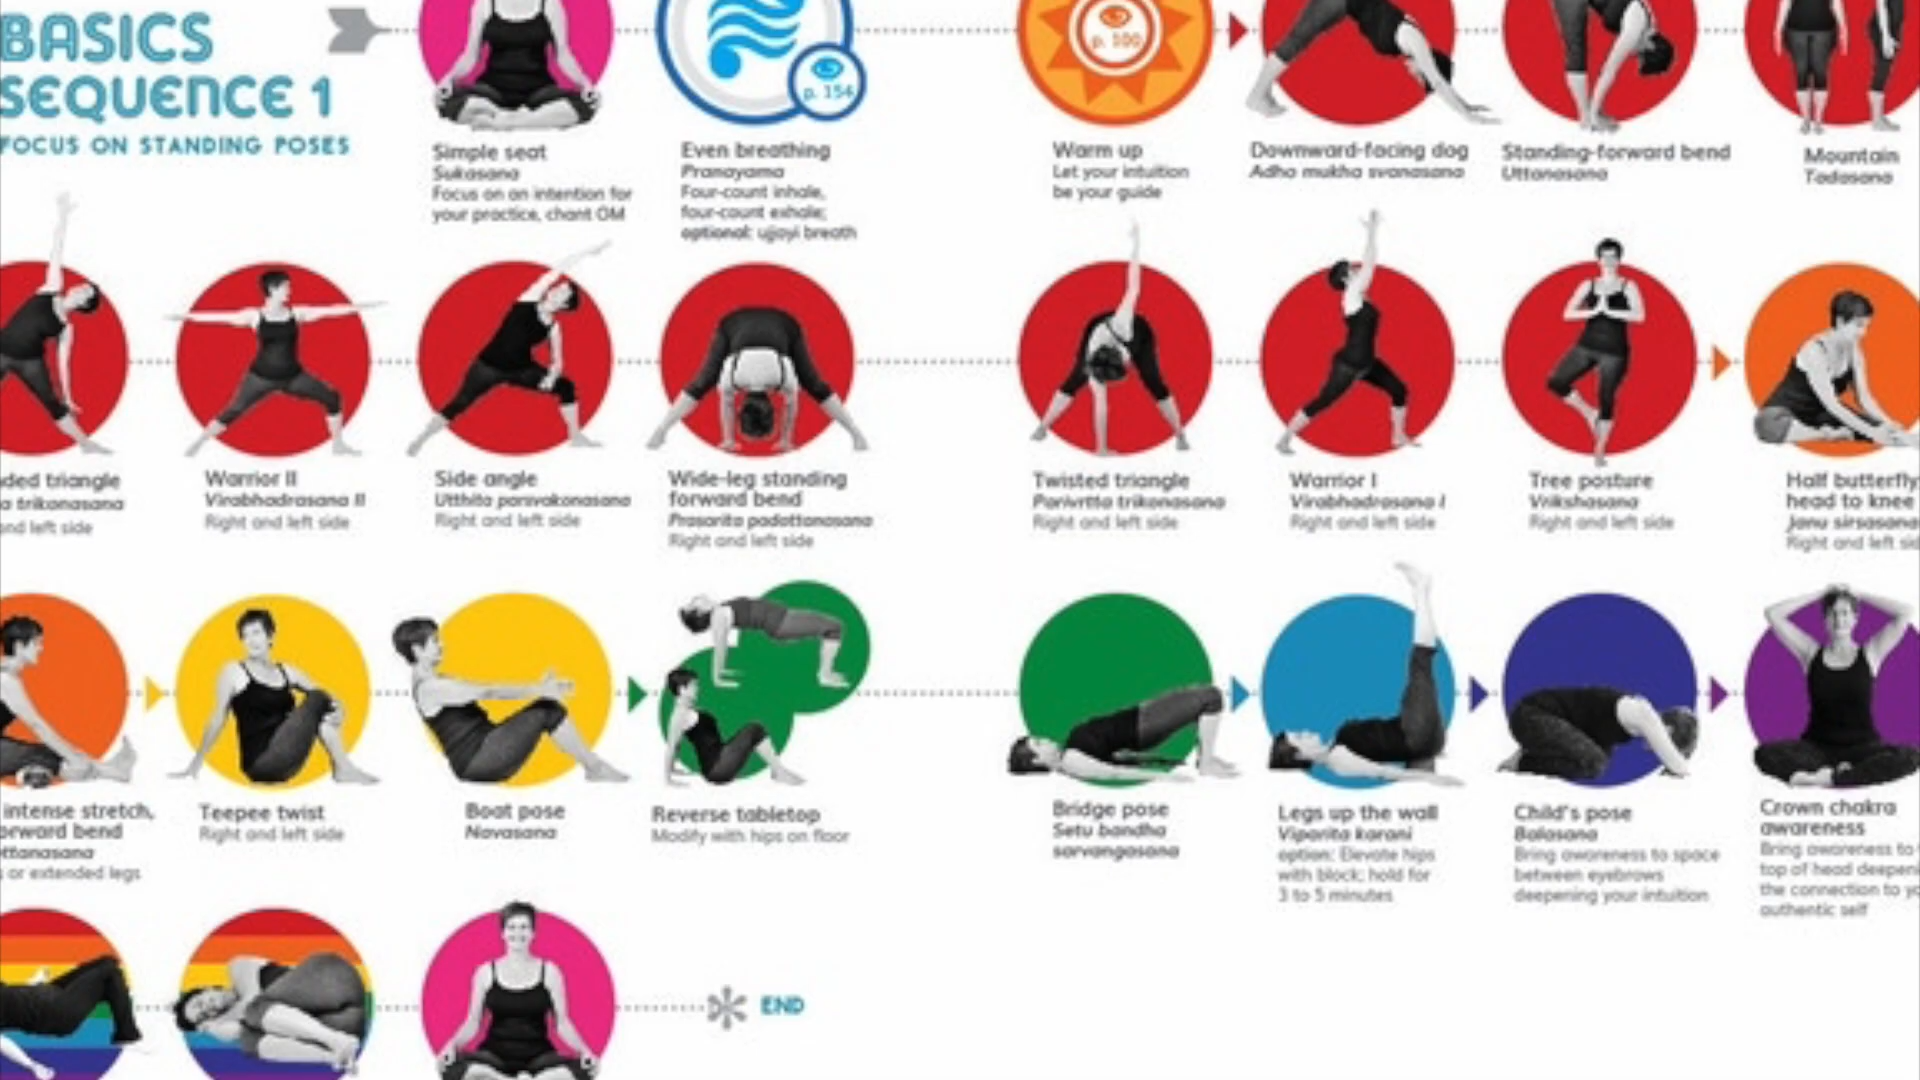 BASICS
SEQUENCE 1
FOCUS ON STANDING POSES
p. 154
p. 100
Simple seat
Sukasana
Focus on an intention for
your practice, chant OM
Even breathing
Pranayama
Four-count inhale,
four-count exhale;
optional: ujjayi breath
Warm up
Let your intuition
be your guide
Downward-facing dog
Adho mukha svanasana
Standing-forward bend
Uttanasana
Mountain
Tadasana
triangle
trikonasana
and left side
Warrior II
Virabhadrasana II
Right and left side
Side angle
Utthita parsvakonasana
Right and left side
Wide-leg standing
forward bend
Prasarita padottanasana
Right and left side
Twisted triangle
Parivrtta trikonasana
Right and left side
Warrior I
Virabhadrasana I
Right and left side
Tree posture
Vrikshasana
Right and left side
Half butterfly,
head to knee
Janu sirsasana
Right and left
intense stretch,
bend
or extended legs
Teepee twist
Right and left side
Boat pose
Navasana
Reverse tabletop
Modify with hips on floor
Bridge pose
Setu bandha
sarvangasana
Legs up the wall
Viparita karani
option: Elevate hips
with block; hold for
3 to 5 minutes
Child's pose
Balasana
Bring awareness to space
between eyebrows
deepening your intuition
Crown chakra
awareness
Bring awareness to
top of head
the connection to
authentic self
END